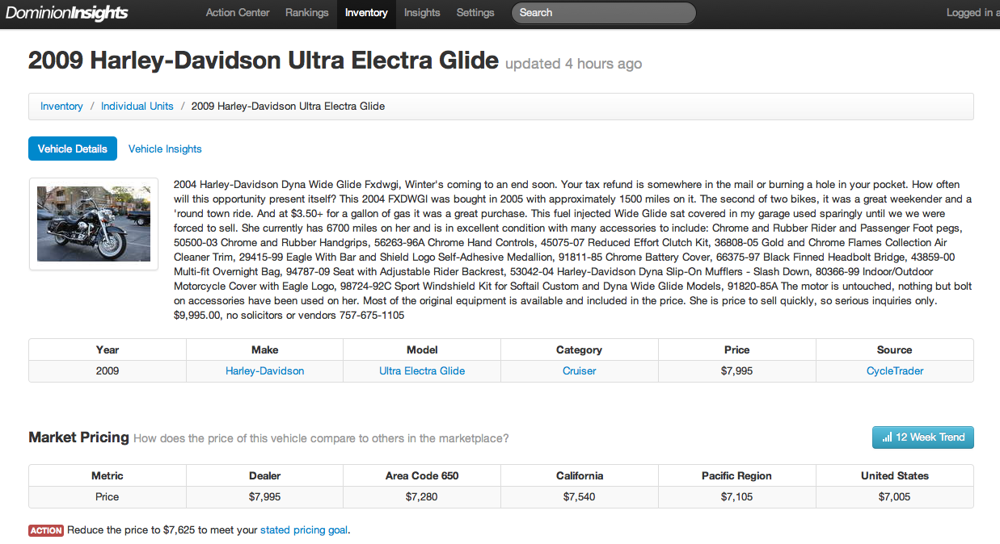 DominionInsights Action Center Rankings Inventory Insights Settings Search Logged in a
2009 Harley-Davidson Ultra Electra Glide updated 4 hours ago
Inventory / Individual Units / 2009 Harley-Davidson Ultra Electra Glide
Vehicle Details Vehicle Insights
2004 Harley-Davidson Dyna Wide Glide Fxdwgi, Winter's coming to an end soon. Your tax refund is somewhere in the mail or burning a hole in your pocket. How often
will this opportunity present itself? This 2004 FXDWGI was bought in 2005 with approximately 1500 miles on it. The second of two bikes, it was a great weekender and a
'round town ride. And at $3.50+ for a gallon of gas it was a great purchase. This fuel injected Wide Glide sat covered in my garage used sparingly until we we were
forced to sell. She currently has 6700 miles on her and is in excellent condition with many accessories to include: Chrome and Rubber Rider and Passenger Foot pegs,
50500-03 Chrome and Rubber Handgrips, 56263-96A Chrome Hand Controls, 45075-07 Reduced Effort Clutch Kit, 36808-05 Gold and Chrome Flames Collection Air
Cleaner Trim, 29415-99 Eagle With Bar and Shield Logo Self-Adhesive Medallion, 91811-85 Chrome Battery Cover, 66375-97 Black Finned Headbolt Bridge, 43859-00
Multi-fit Overnight Bag, 94787-09 Seat with Adjustable Rider Backrest, 53042-04 Harley-Davidson Dyna Slip-On Mufflers - Slash Down, 80366-99 Indoor/Outdoor
Motorcycle Cover with Eagle Logo, 98724-92C Sport Windshield Kit for Softail Custom and Dyna Wide Glide Models, 91820-85A The motor is untouched, nothing but bolt
on accessories have been used on her. Most of the original equipment is available and included in the price. She is price to sell quickly, so serious inquiries only.
$9,995.00, no solicitors or vendors 757-675-1105
Year Make Model Category Price Source
2009 Harley-Davidson Ultra Electra Glide Cruiser $7,995 CycleTrader
Market Pricing How does the price of this vehicle compare to others in the marketplace? 12 Week Trend
Metric Dealer Area Code 650 California Pacific Region United States
Price $7,995 $7,280 $7,540 $7,105 $7,005
ACTION Reduce the price to $7,625 to meet your stated pricing goal.